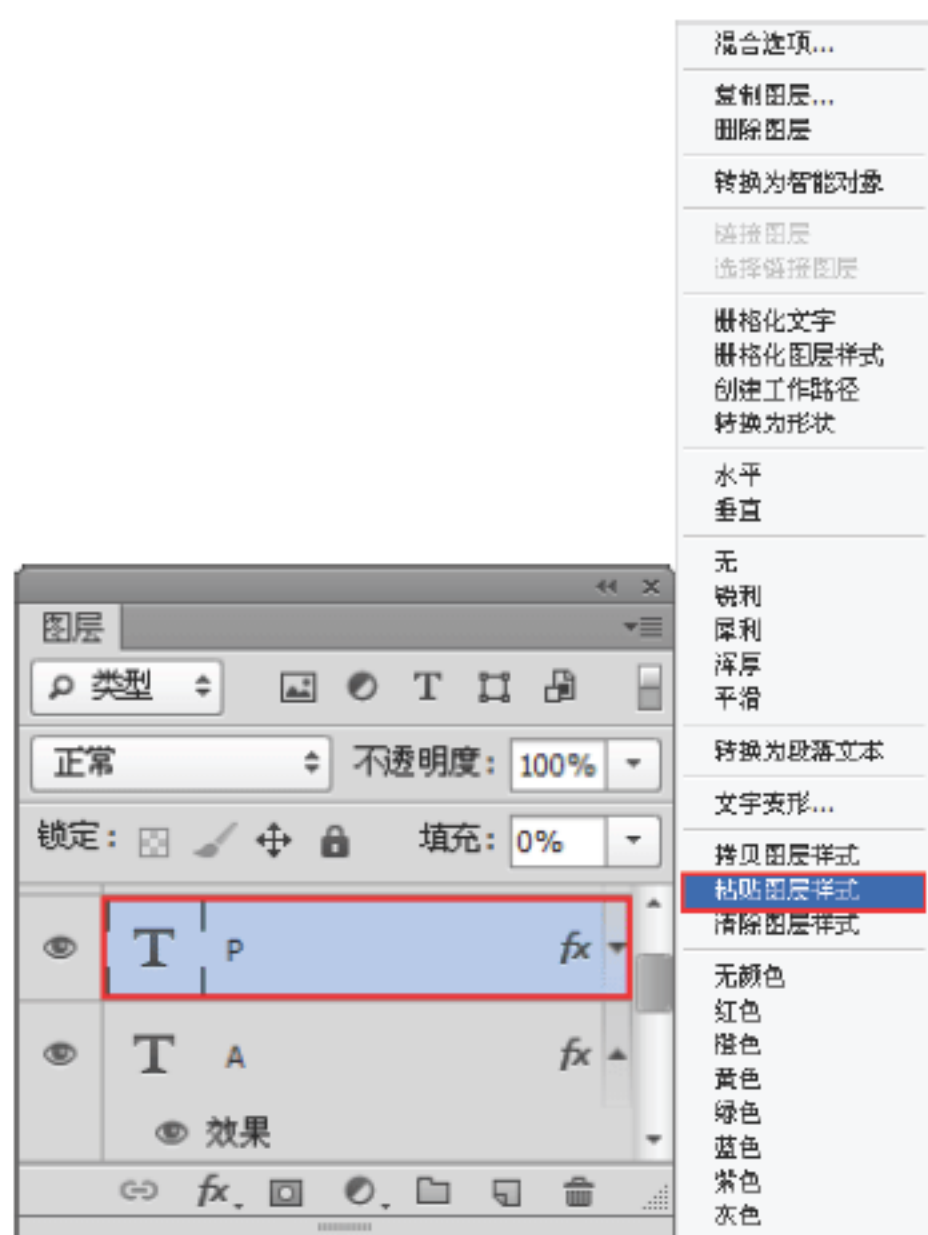 混合选项...
复制图层...
删除图层
转换为智能对象
链接图层
选择链接图层
栅格化文字
栅格化图层样式
创建工作路径
转换为形状
水平
垂直
无
锐利
犀利
浑厚
平滑
转换为段落文本
文字变形...
拷贝图层样式
粘贴图层样式
清除图层样式
无颜色
红色
橙色
黄色
绿色
蓝色
紫色
灰色
图层
类型
正常 不透明度: 100%
锁定: 填充: 0%
T P fx
T A fx
效果
fx